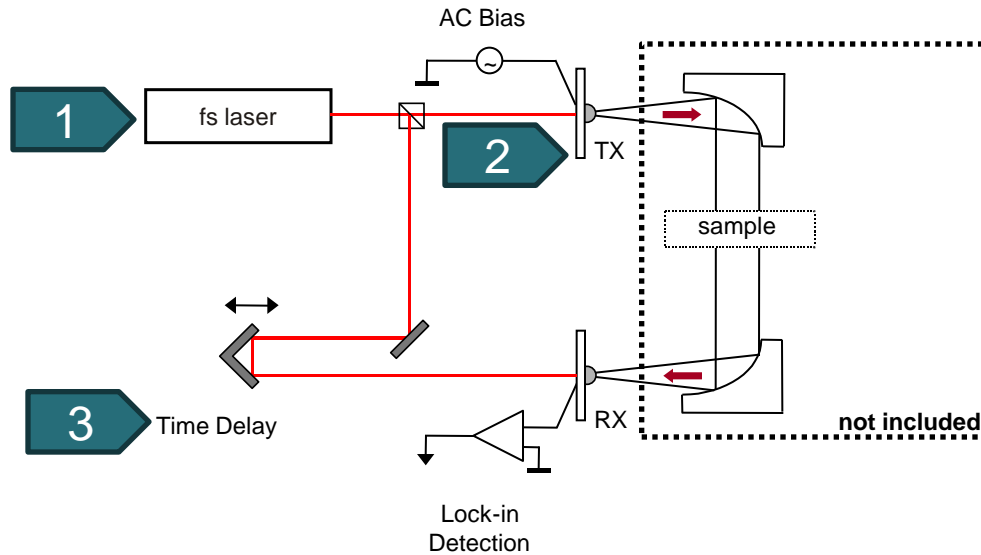 AC Bias
~
1
fs laser
2
TX
sample
3
Time Delay
RX
not included
Lock-in
Detection